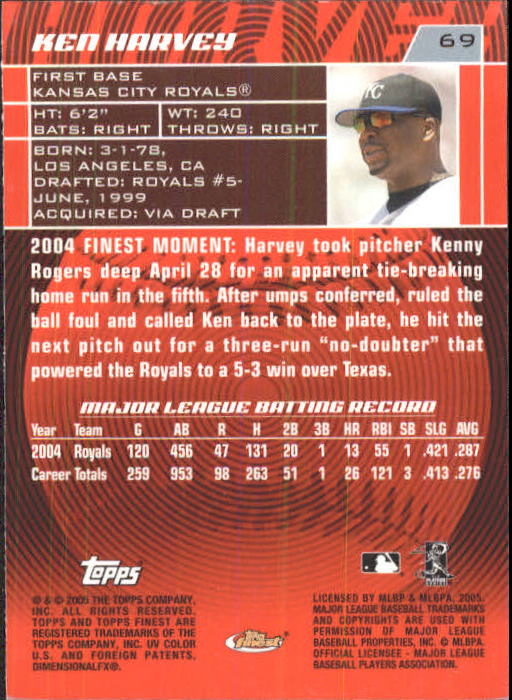 KEN HARVEY
69
FIRST BASE
KANSAS CITY ROYALS®
HT: 6'2" WT: 240
BATS: RIGHT THROWS: RIGHT
BORN: 3-1-78,
LOS ANGELES, CA
DRAFTED: ROYALS #5-
JUNE, 1999
ACQUIRED: VIA DRAFT
KC
2004 FINEST MOMENT: Harvey took pitcher Kenny
Rogers deep April 28 for an apparent tie-breaking
home run in the fifth. After umps conferred, ruled the
ball foul and called Ken back to the plate, he hit the
next pitch out for a three-run "no-doubter" that
powered the Royals to a 5-3 win over Texas.
MAJOR LEAGUE BATTING RECORD
Year Team G AB R H 2B 3B HR RBI SB SLG AVG
2004 Royals 120 456 47 131 20 1 13 55 1 .421 .287
Career Totals 259 953 98 263 51 1 26 121 3 .413 .276
Topps
® & © 2005 THE TOPPS COMPANY,
INC. ALL RIGHTS RESERVED.
TOPPS AND TOPPS FINEST ARE
REGISTERED TRADEMARKS OF THE
TOPPS COMPANY, INC. UV COLOR
U.S. AND FOREIGN PATENTS,
DIMENSIONALFX®.
the Finest
LICENSED BY MLBP & MLBPA, 2005.
MAJOR LEAGUE BASEBALL TRADEMARKS
AND COPYRIGHTS ARE USED WITH
PERMISSION OF MAJOR LEAGUE
BASEBALL PROPERTIES, INC. © MLBPA
OFFICIAL LICENSEE - MAJOR LEAGUE
BASEBALL PLAYERS ASSOCIATION.